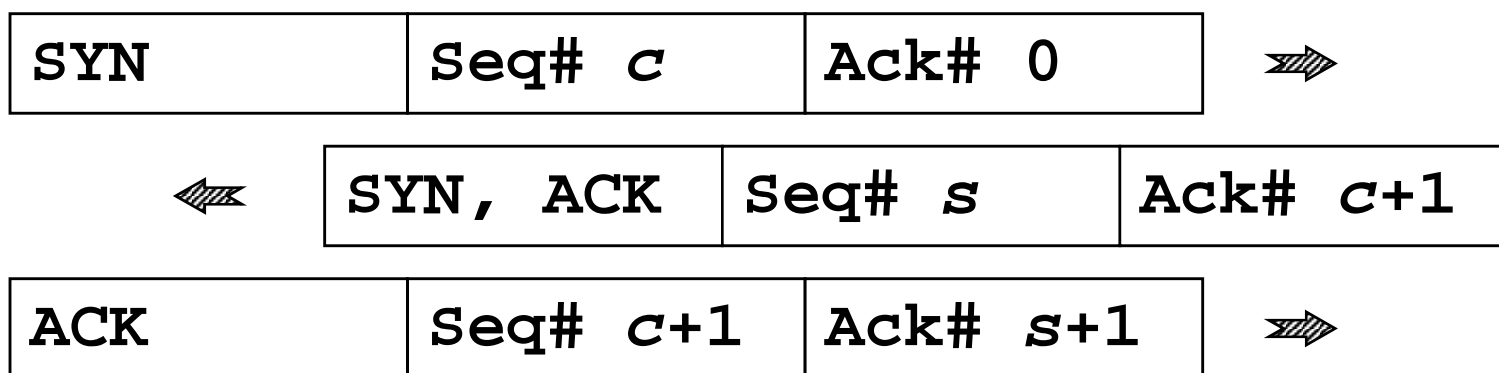 SYN Seq# c Ack# 0
SYN, ACK Seq# s Ack# c+1
ACK Seq# c+1 Ack# s+1